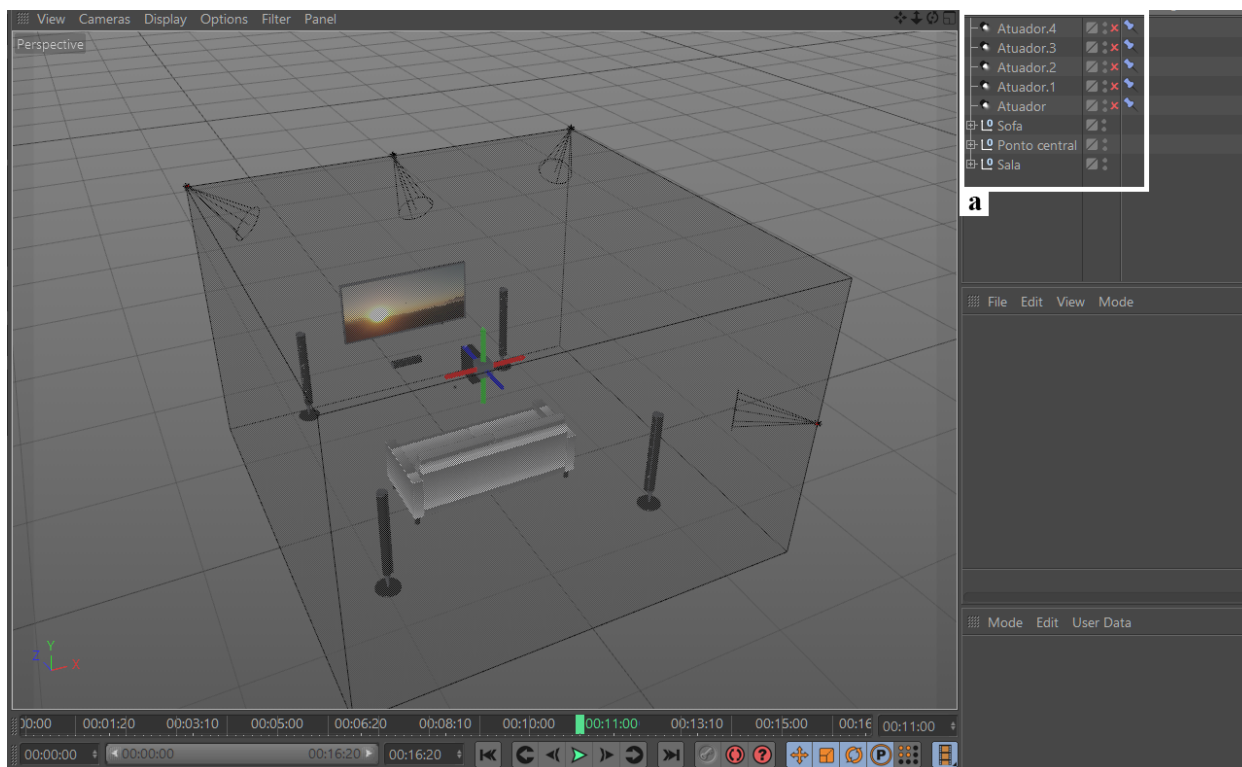 View Cameras Display Options Filter Panel
Perspective
Atuador.4
Atuador.3
Atuador.2
Atuador.1
Atuador
Sofa
Ponto central
Sala
a
File Edit View Mode
Mode Edit User Data
Y
Z X
00:00 00:01:20 00:03:10 00:05:00 00:06:20 00:08:10 00:10:00 00:11:00 00:13:10 00:15:00 00:16 00:11:00
00:00:00 00:00:00 00:16:20 00:16:20